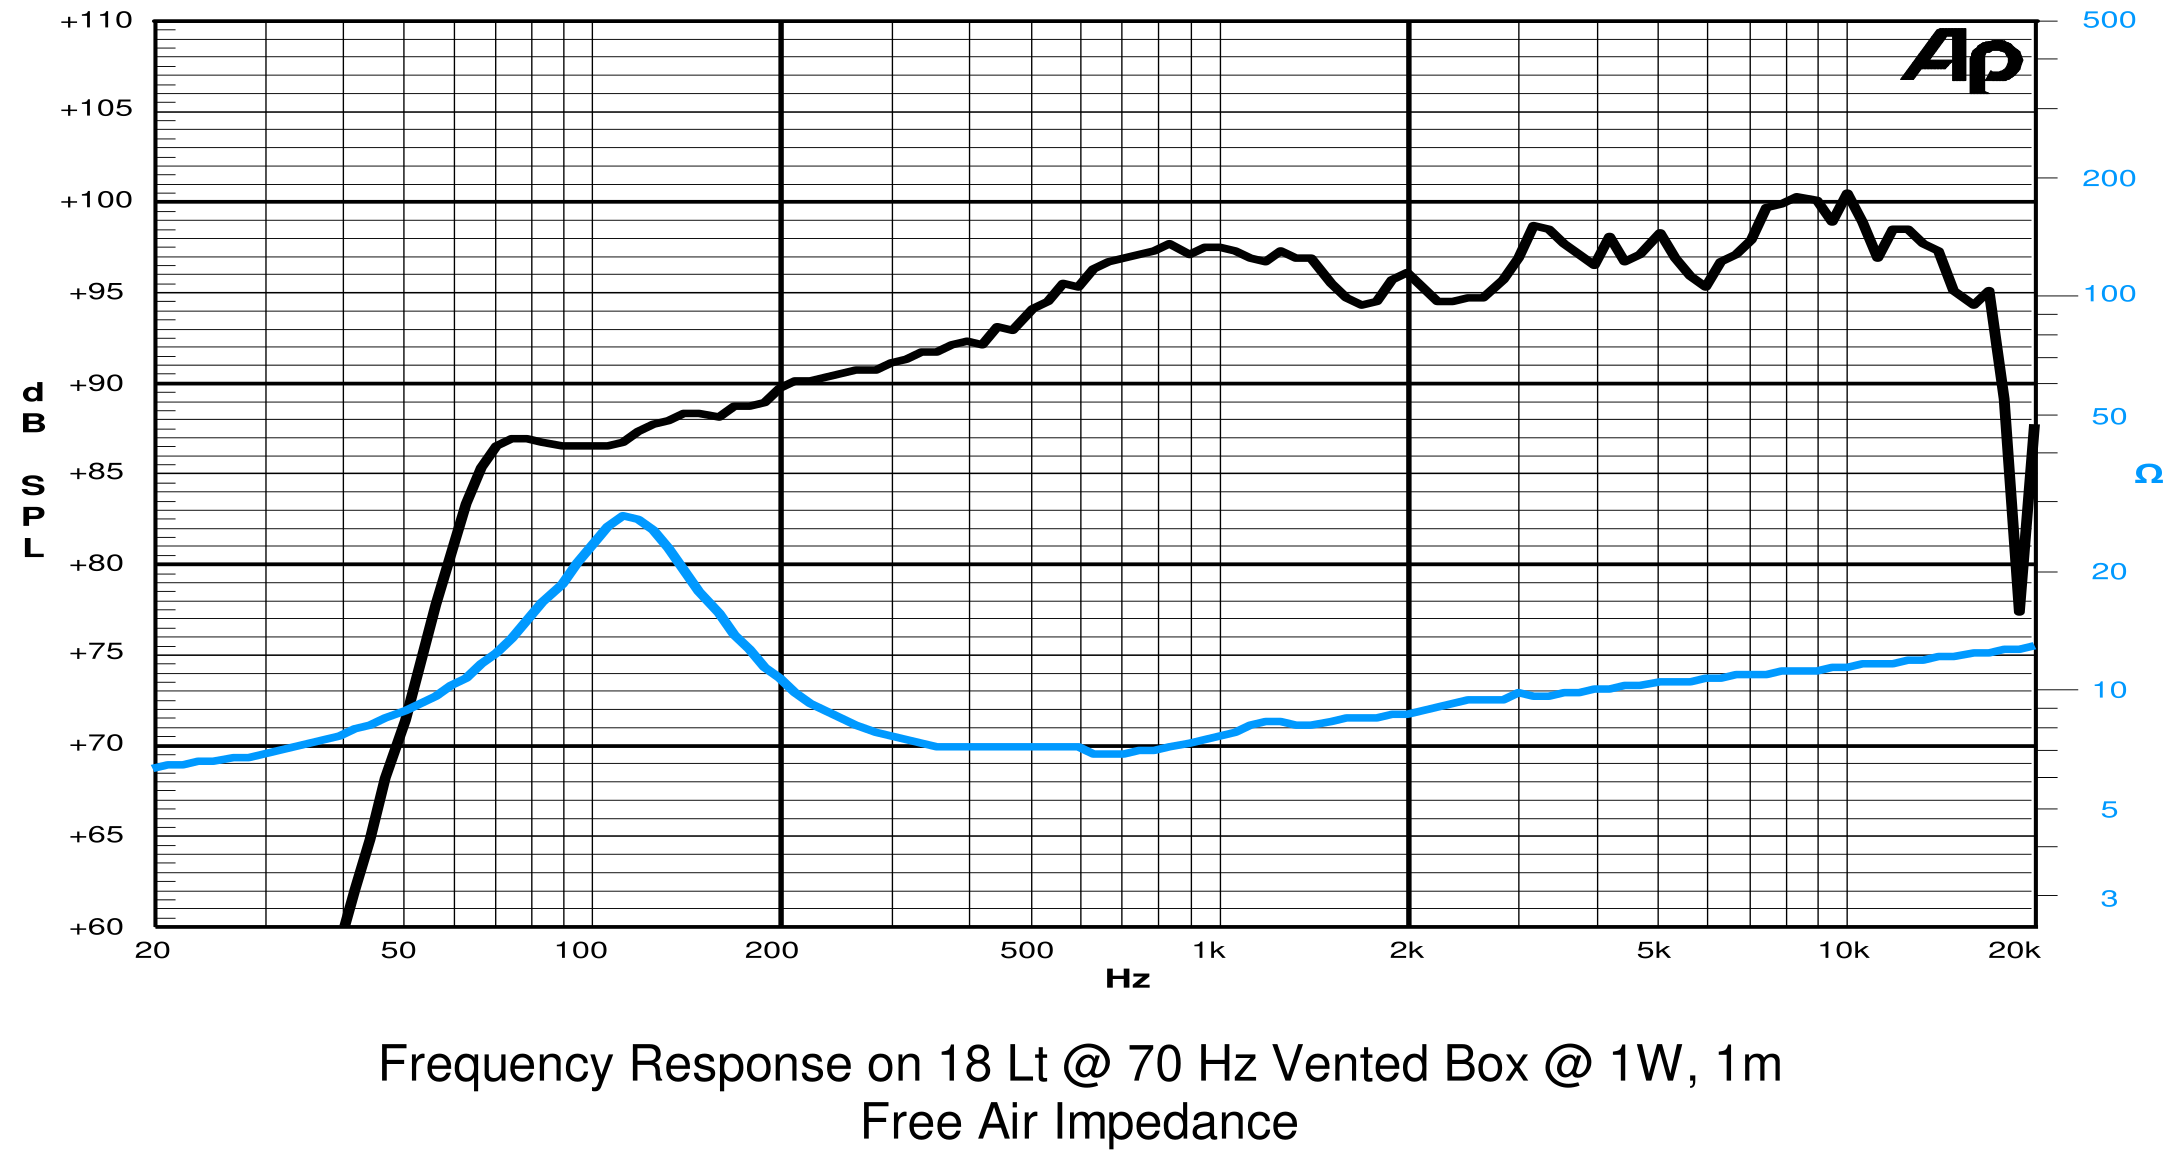 +110
+105
+100
+95
+90
+85
+80
+75
+70
+65
+60
dB SPL
Ap
500
200
100
50
Ω
20
10
5
3
20 50 100 200 500 1k 2k 5k 10k 20k
Hz
Frequency Response on 18 Lt @ 70 Hz Vented Box @ 1W, 1m
Free Air Impedance